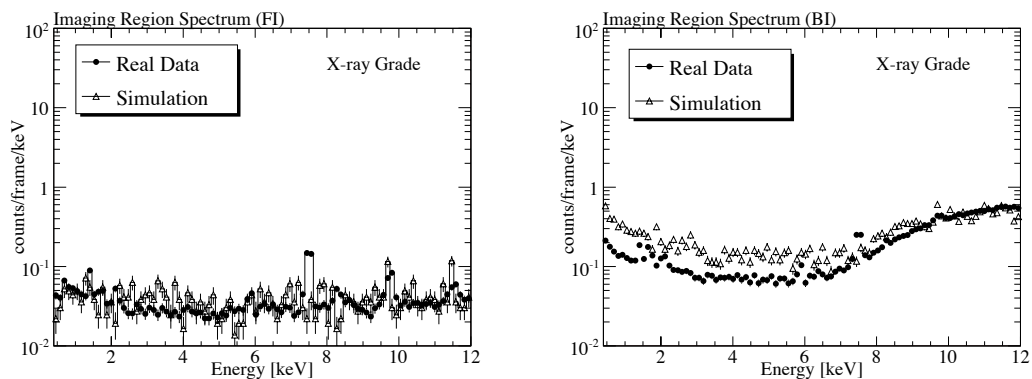 Imaging Region Spectrum (FI)
counts/frame/keV
10²
10
1
10⁻¹
10⁻²
Real Data
Simulation
X-ray Grade
2 4 6 8 10 12
Energy [keV]
Imaging Region Spectrum (BI)
counts/frame/keV
10²
10
1
10⁻¹
10⁻²
Real Data
Simulation
X-ray Grade
2 4 6 8 10 12
Energy [keV]